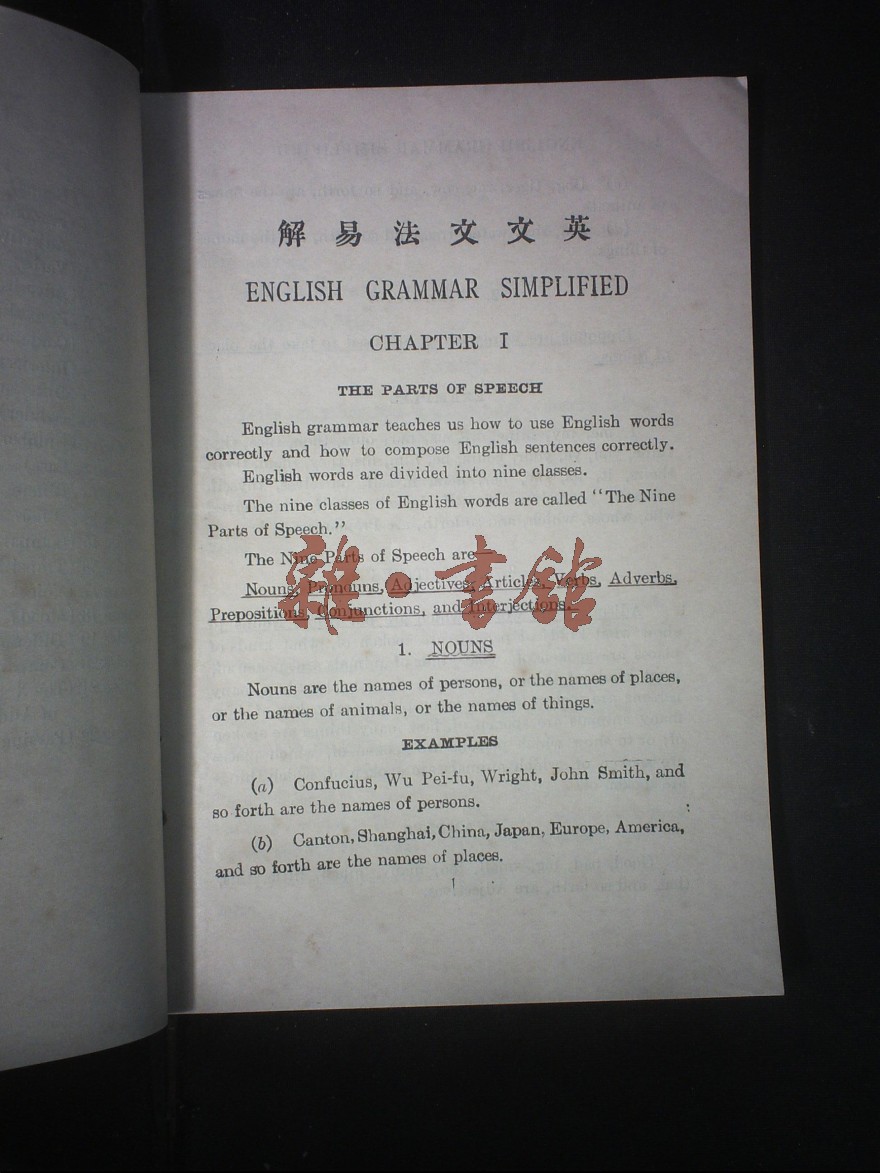 解易法文文英
ENGLISH GRAMMAR SIMPLIFIED
CHAPTER I
THE PARTS OF SPEECH
English grammar teaches us how to use English words
correctly and how to compose English sentences correctly.
English words are divided into nine classes.
The nine classes of English words are called "The Nine
Parts of Speech."
The Nine Parts of Speech are—
Nouns, Pronouns, Adjectives, Articles, Verbs, Adverbs,
Prepositions, Conjunctions, and Interjections.
雜·書館
1. NOUNS
Nouns are the names of persons, or the names of places,
or the names of animals, or the names of things.
EXAMPLES
(a) Confucius, Wu Pei-fu, Wright, John Smith, and
so forth are the names of persons.
(b) Canton, Shanghai, China, Japan, Europe, America,
and so forth are the names of places.
1